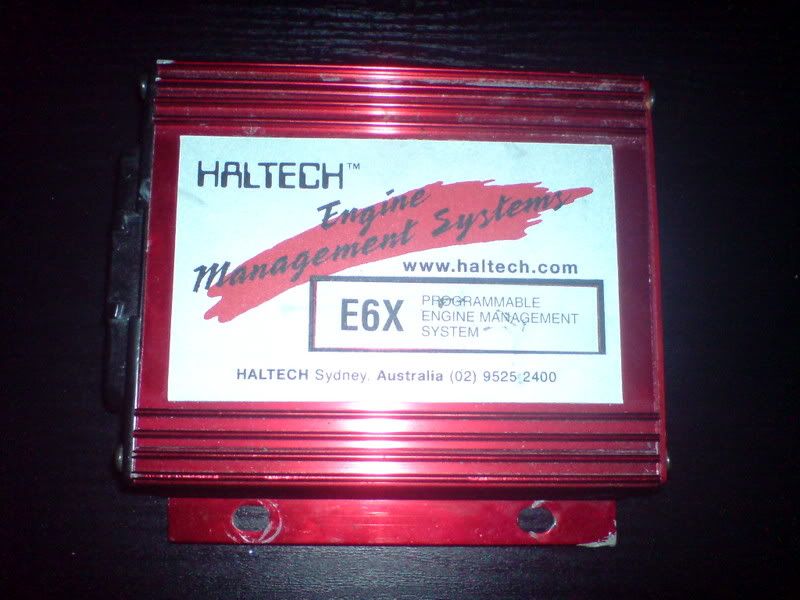 HALTECH™
Engine
Management Systems
www.haltech.com
E6X
PROGRAMMABLE
ENGINE MANAGEMENT
SYSTEM
HALTECH Sydney, Australia (02) 9525 2400